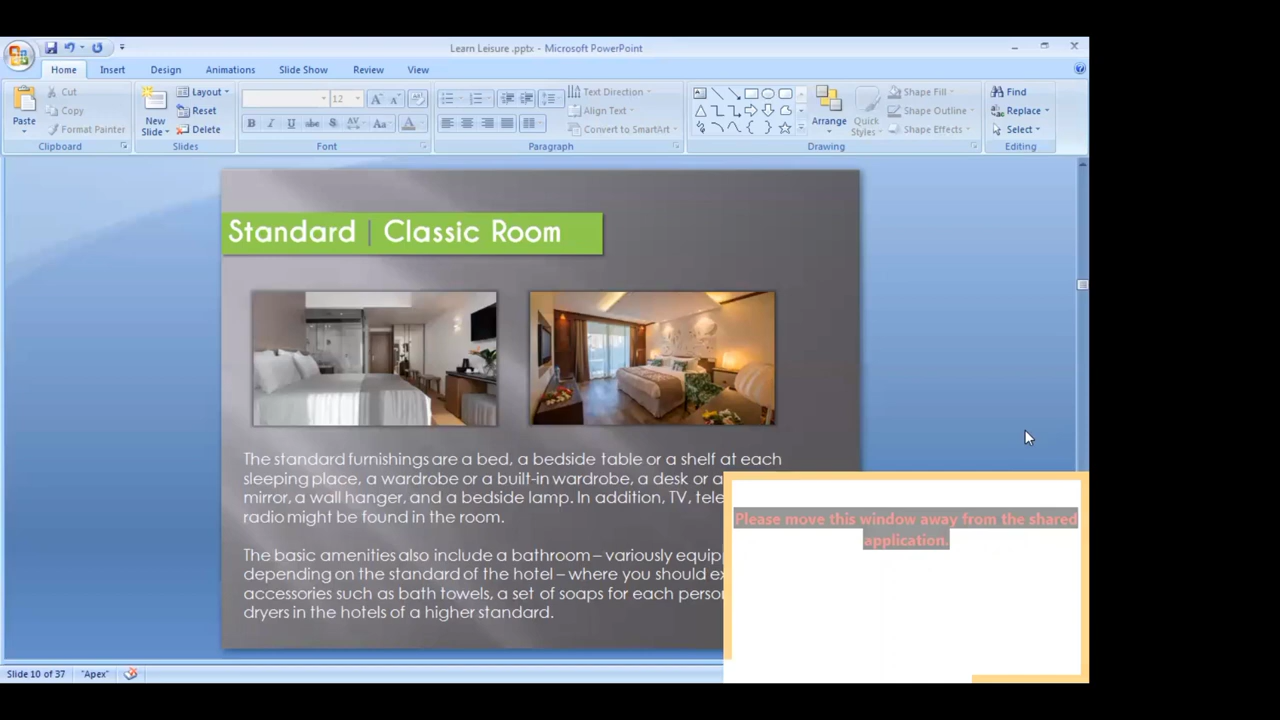 Learn Leisure .pptx - Microsoft PowerPoint
Home Insert Design Animations Slide Show Review View
Paste
Cut
Copy
Format Painter
Clipboard
New
Slide
Layout
Reset
Delete
Slides
12
B I U abc S AV Aa A
Font
Text Direction
Align Text
Convert to SmartArt
Paragraph
Arrange
Quick
Styles
Shape Fill
Shape Outline
Shape Effects
Drawing
Find
Replace
Select
Editing
Standard | Classic Room
The standard furnishings are a bed, a bedside table or a shelf at each
sleeping place, a wardrobe or a built-in wardrobe, a desk or a
mirror, a wall hanger, and a bedside lamp. In addition, TV,
radio might be found in the room.
The basic amenities also include a bathroom – variously
depending on the standard of the hotel – where you should
accessories such as bath towels, a set of soaps for each
dryers in the hotels of a higher standard.
Please move this window away from the shared
application.
Slide 10 of 37 "Apex"